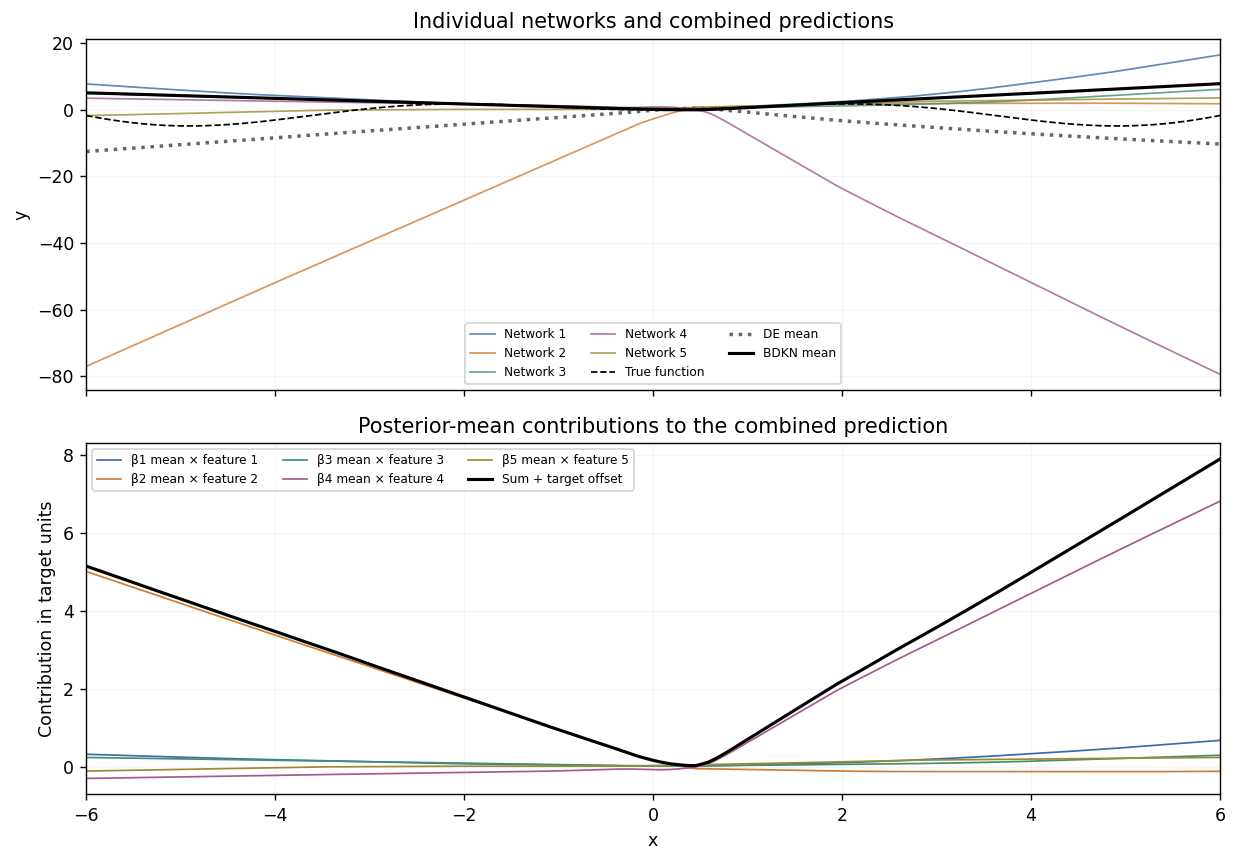 Individual networks and combined predictions
20
0
−20
−40
−60
−80
y
Network 1
Network 2
Network 3
Network 4
Network 5
True function
DE mean
BDKN mean
Posterior-mean contributions to the combined prediction
8
6
4
2
0
Contribution in target units
β1 mean × feature 1
β2 mean × feature 2
β3 mean × feature 3
β4 mean × feature 4
β5 mean × feature 5
Sum + target offset
−6
−4
−2
0
2
4
6
x